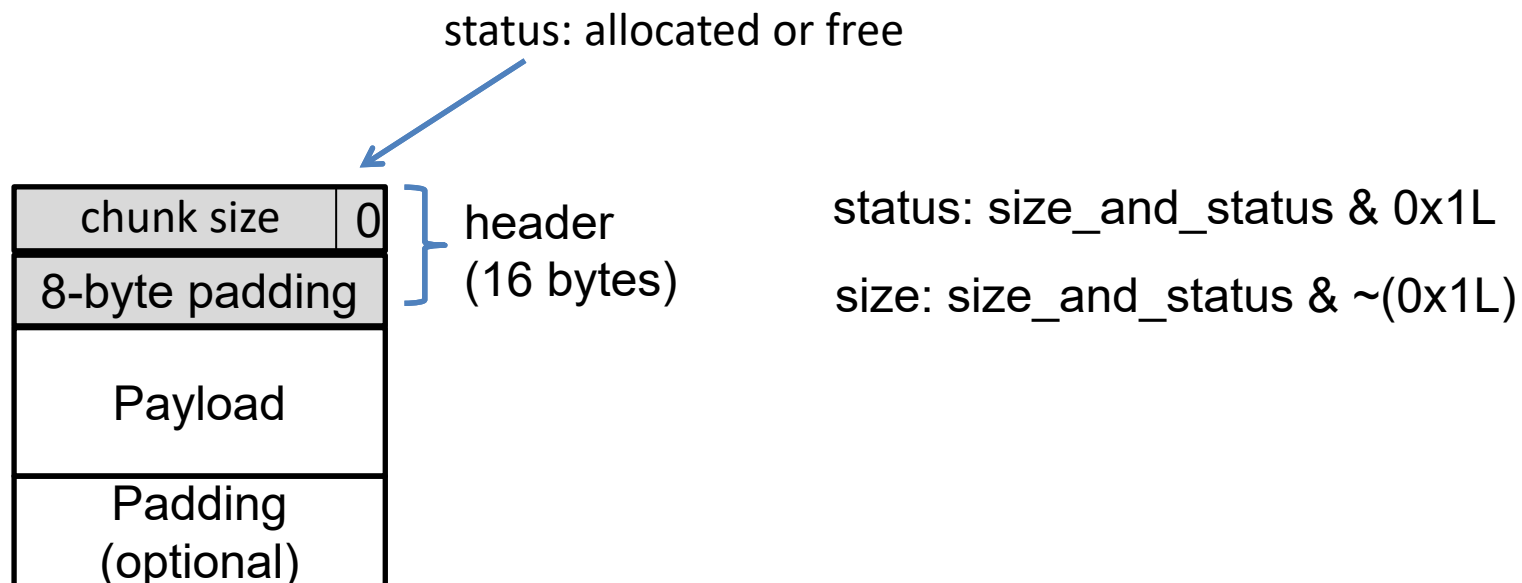 status: allocated or free
chunk size 0
header
(16 bytes)
8-byte padding
Payload
Padding
(optional)
status: size_and_status & 0x1L
size: size_and_status & ~(0x1L)